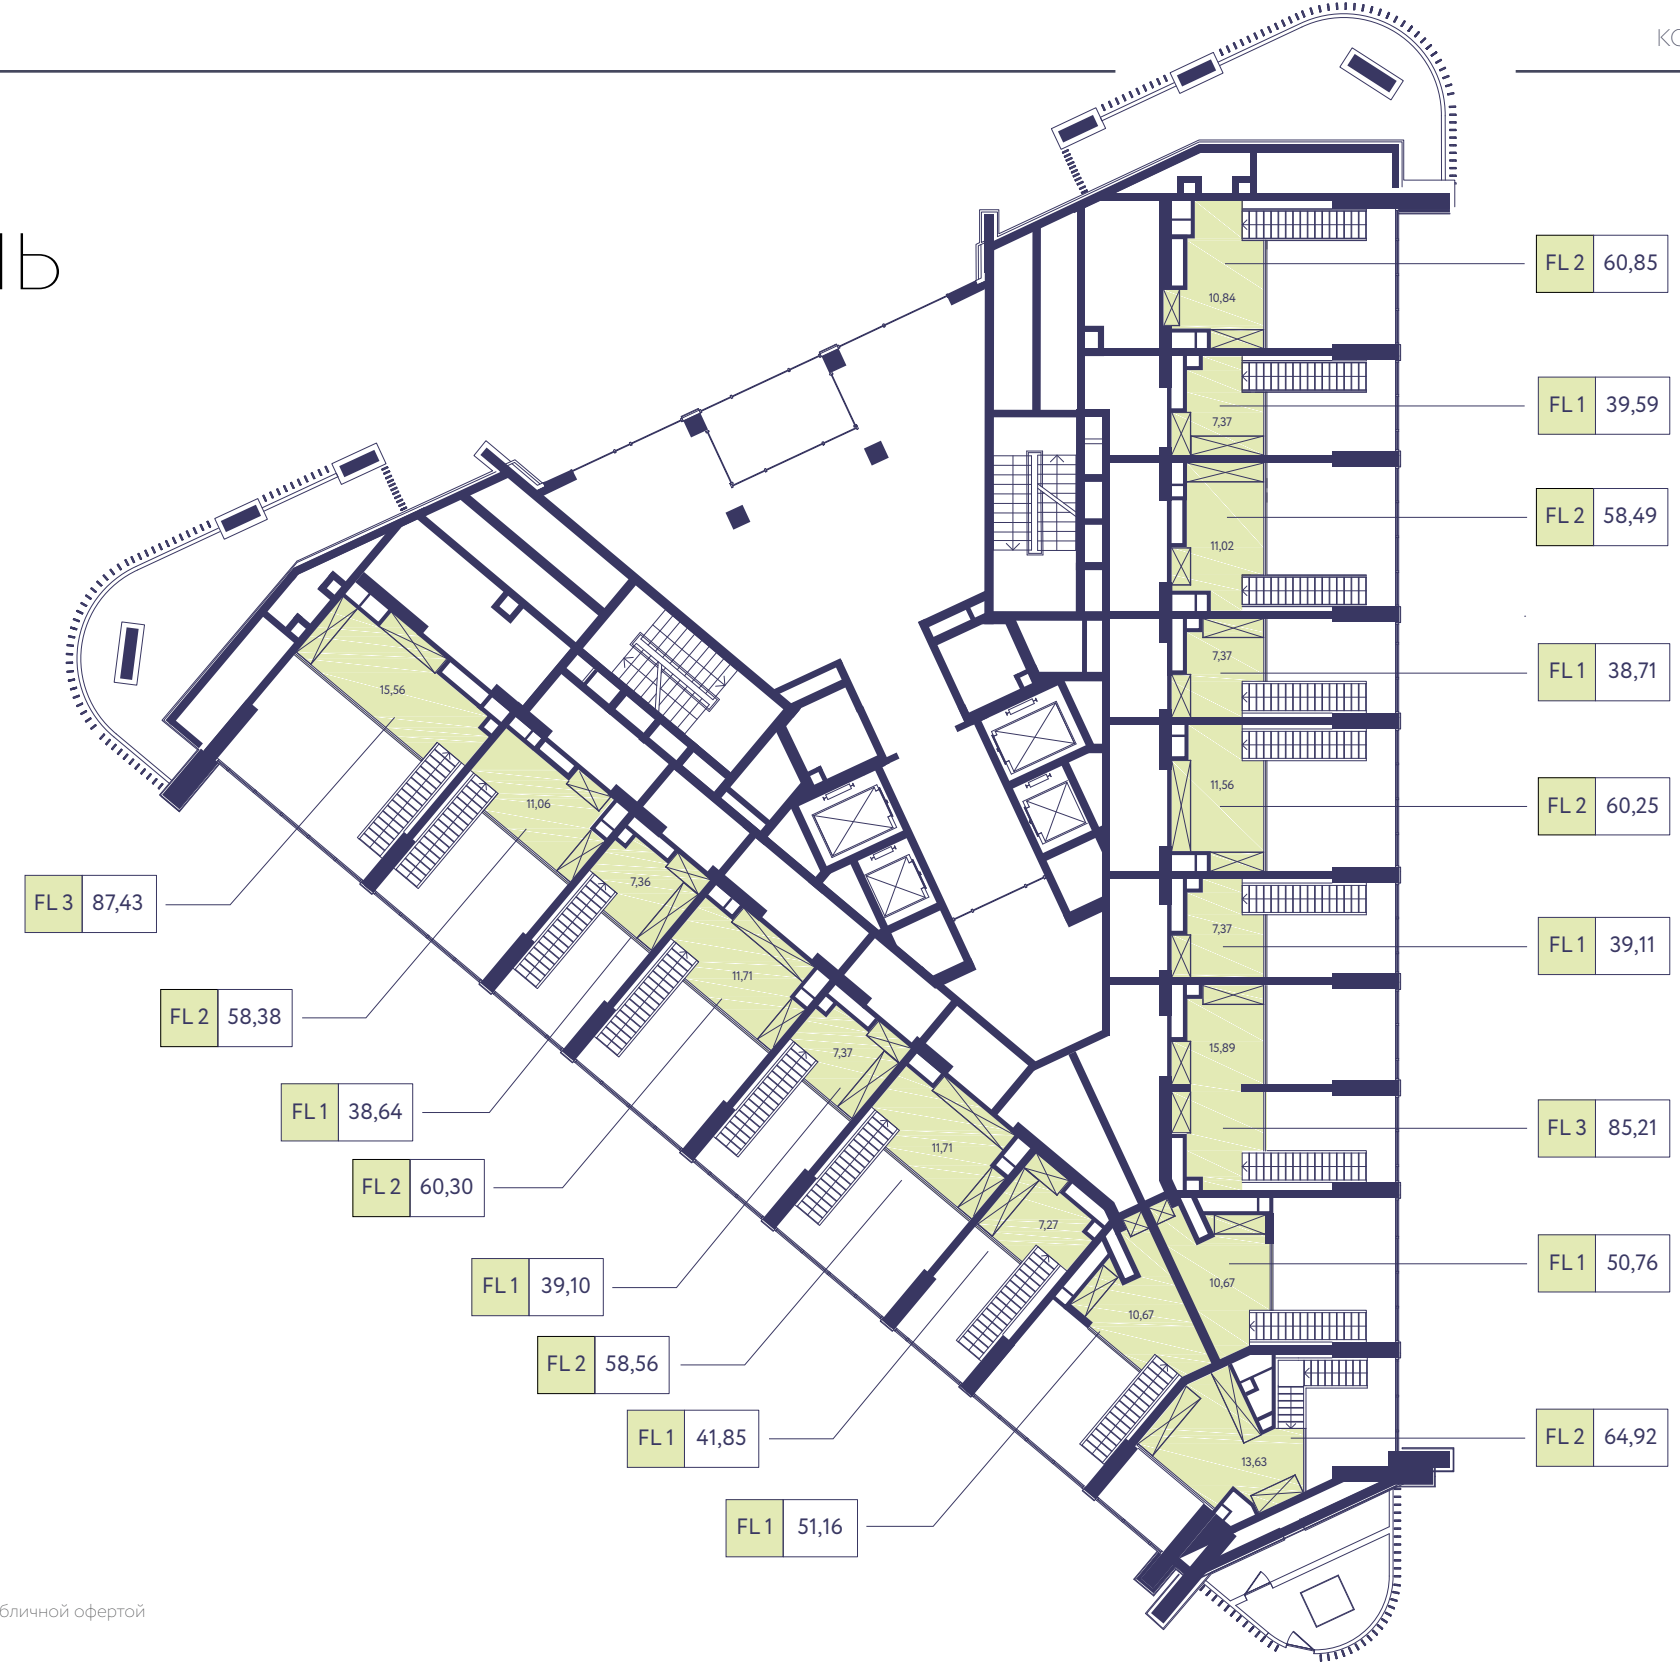 КО
ЛЬ
FL 2 60,85
10,84
FL 1 39,59
7,37
FL 2 58,49
11,02
FL 1 38,71
7,37
15,56
FL 2 60,25
11,56
11,06
FL 3 87,43
7,36
FL 1 39,11
7,37
11,71
FL 2 58,38
15,89
7,37
FL 1 38,64
FL 3 85,21
11,71
FL 2 60,30
7,27
FL 1 50,76
10,67
FL 1 39,10
10,67
FL 2 58,56
FL 1 41,85
FL 2 64,92
13,63
FL 1 51,16
бличной офертой